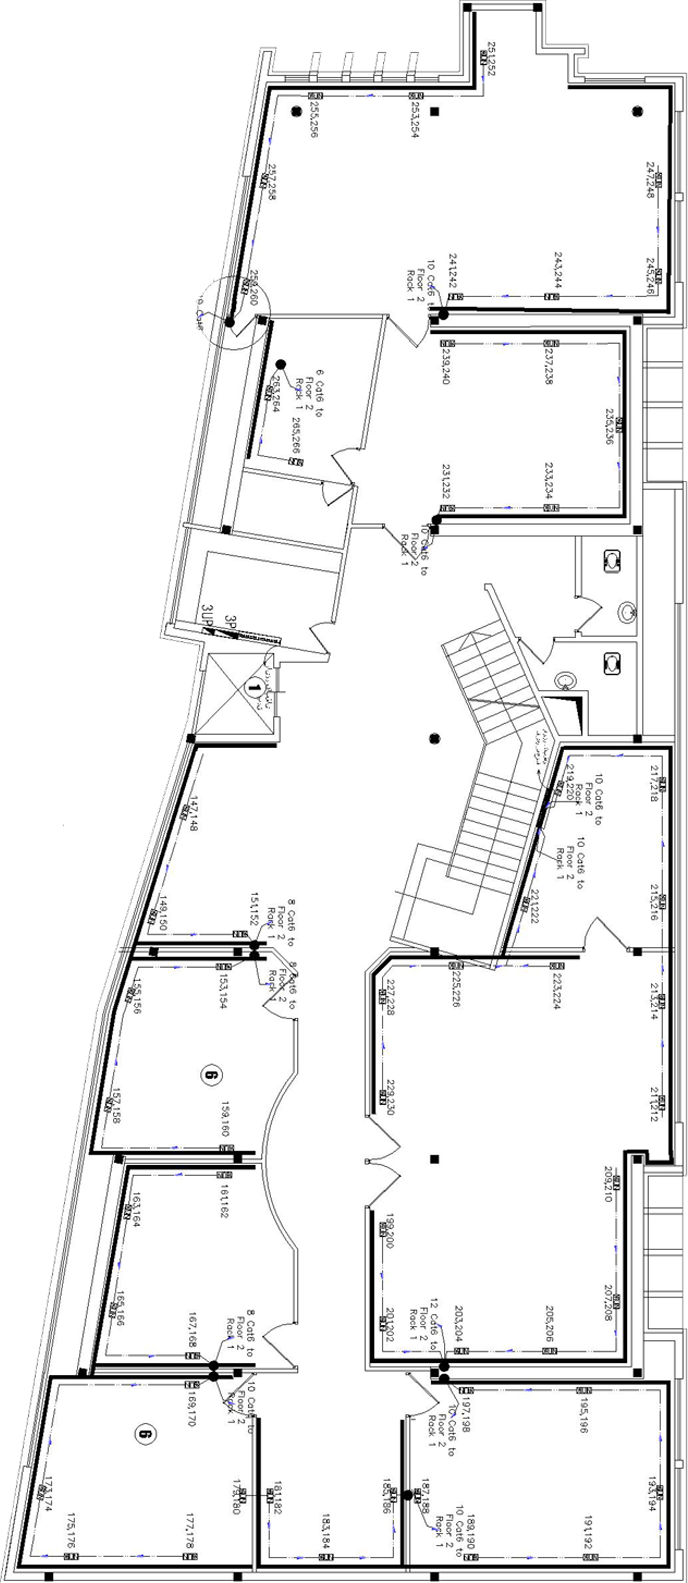 251,252
255,256
253,254
257,258
247,248
245,246
243,244
241,242
10 Cat6 to
Floor 2
Rack 1
259,260
10 Cat6
239,240
237,238
6 Cat6 to
Floor 2
Rack 1
263,264
265,266
235,236
231,232
233,234
10 Cat6 to
Floor 2
Rack 1
3UP
3P
1
217,218
219,220
10 Cat6 to
Floor 2
Rack 1
147,148
10 Cat6 to
Floor 2
Rack 1
215,216
221,222
149,150
151,152
8 Cat6 to
Floor 2
Rack 1
153,154
8 Cat6 to
Floor 2
Rack 1
155,156
225,226
223,224
227,228
213,214
6
157,158
229,230
211,212
159,160
161,162
209,210
163,164
199,200
165,166
207,208
167,168
8 Cat6 to
Floor 2
Rack 1
201,202
12 Cat6 to
Floor 2
Rack 1
203,204
205,206
169,170
10 Cat6 to
Floor 2
Rack 1
197,198
10 Cat6 to
Floor 2
Rack 1
195,196
6
173,174
179,180
181,182
185,186
187,188
193,194
175,176
177,178
183,184
10 Cat6 to
Floor 2
Rack 1
189,190
191,192